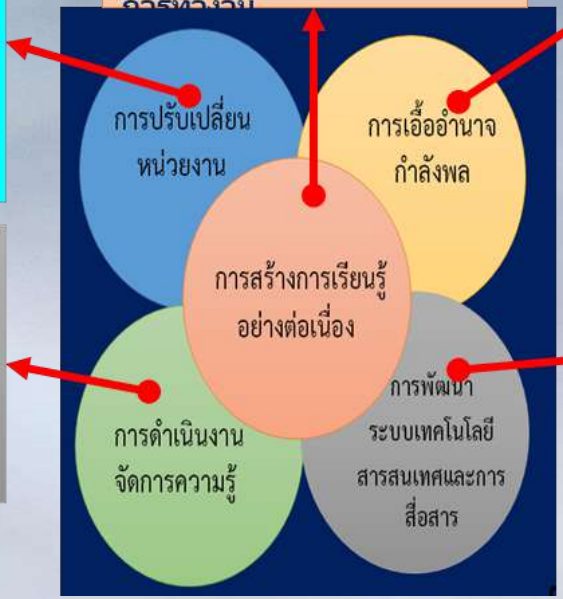 การปรับเปลี่ยน
หน่วยงาน
การเอื้ออำนาจ
กำลังพล
การสร้างการเรียนรู้
อย่างต่อเนื่อง
การดำเนินงาน
จัดการความรู้
การพัฒนา
ระบบเทคโนโลยี
สารสนเทศและการ
สื่อสาร